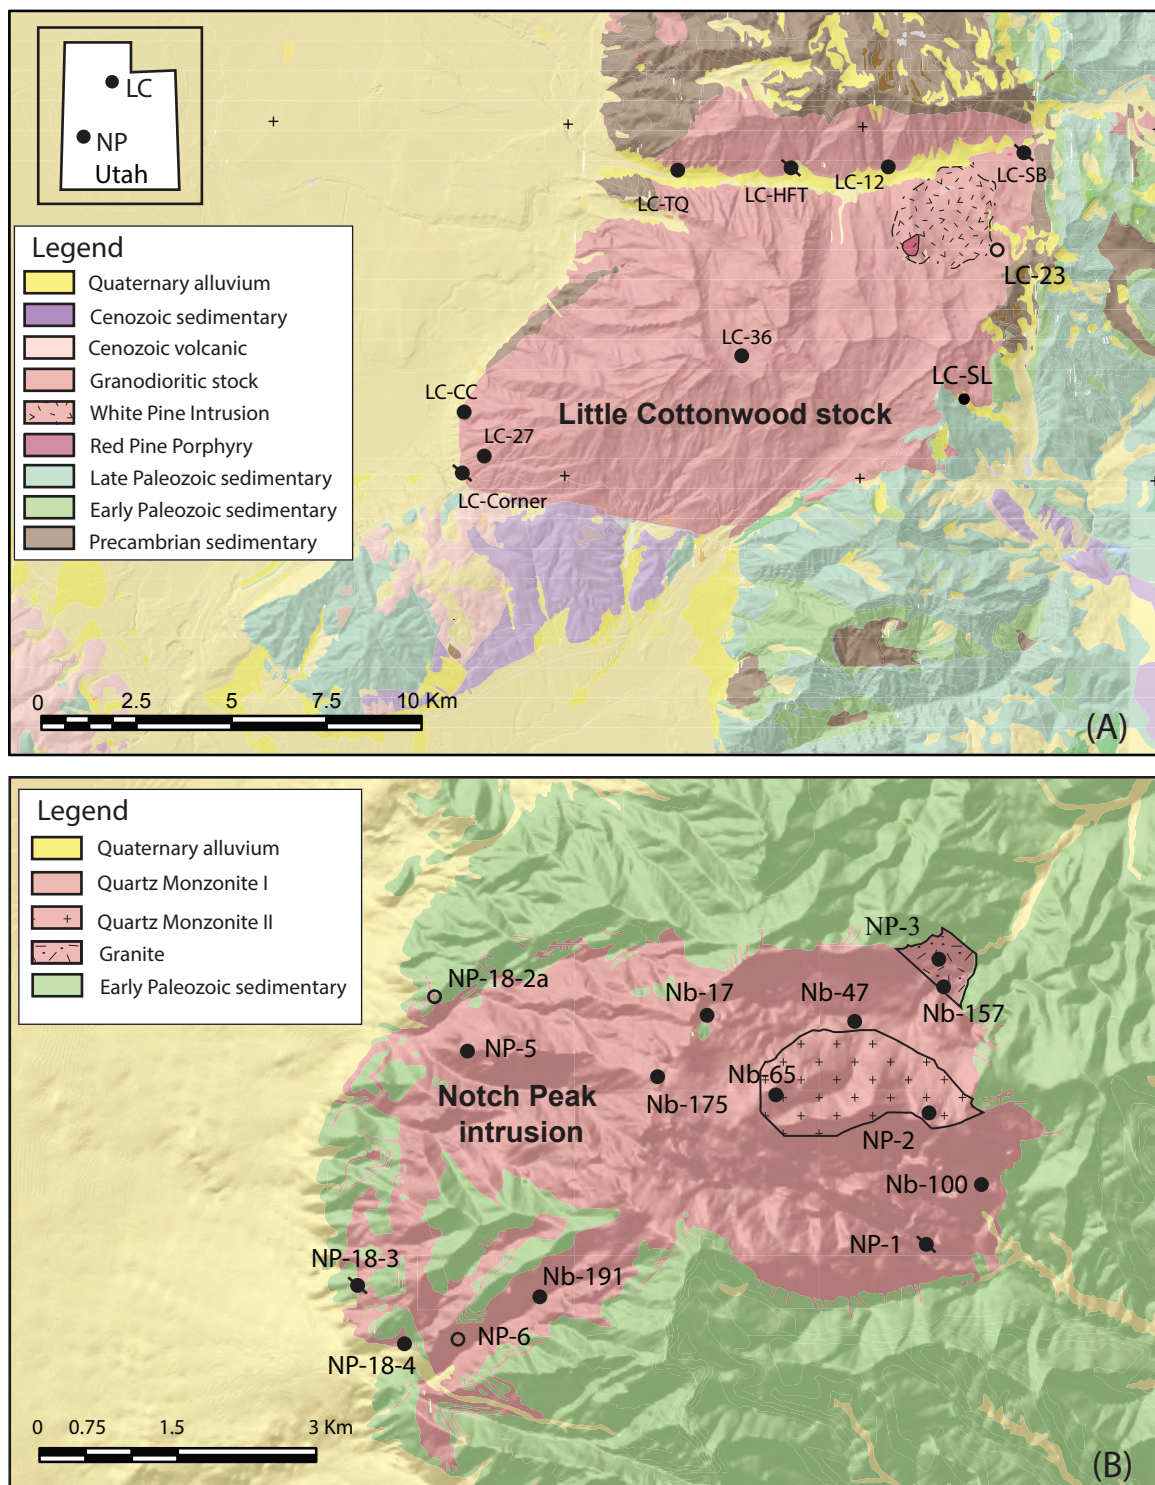 LC
NP
Utah
Legend
Quaternary alluvium
Cenozoic sedimentary
Cenozoic volcanic
Granodioritic stock
White Pine Intrusion
Red Pine Porphyry
Late Paleozoic sedimentary
Early Paleozoic sedimentary
Precambrian sedimentary
LC-TQ
LC-HFT
LC-12
LC-SB
LC-23
LC-36
LC-SL
LC-CC
Little Cottonwood stock
LC-27
LC-Corner
0 2.5 5 7.5 10 Km
(A)
Legend
Quaternary alluvium
Quartz Monzonite I
Quartz Monzonite II
Granite
Early Paleozoic sedimentary
NP-3
NP-18-2a
Nb-17
Nb-47
Nb-157
NP-5
Nb-65
Nb-175
Notch Peak
intrusion
NP-2
Nb-100
NP-1
NP-18-3
Nb-191
NP-6
NP-18-4
0 0.75 1.5 3 Km
(B)